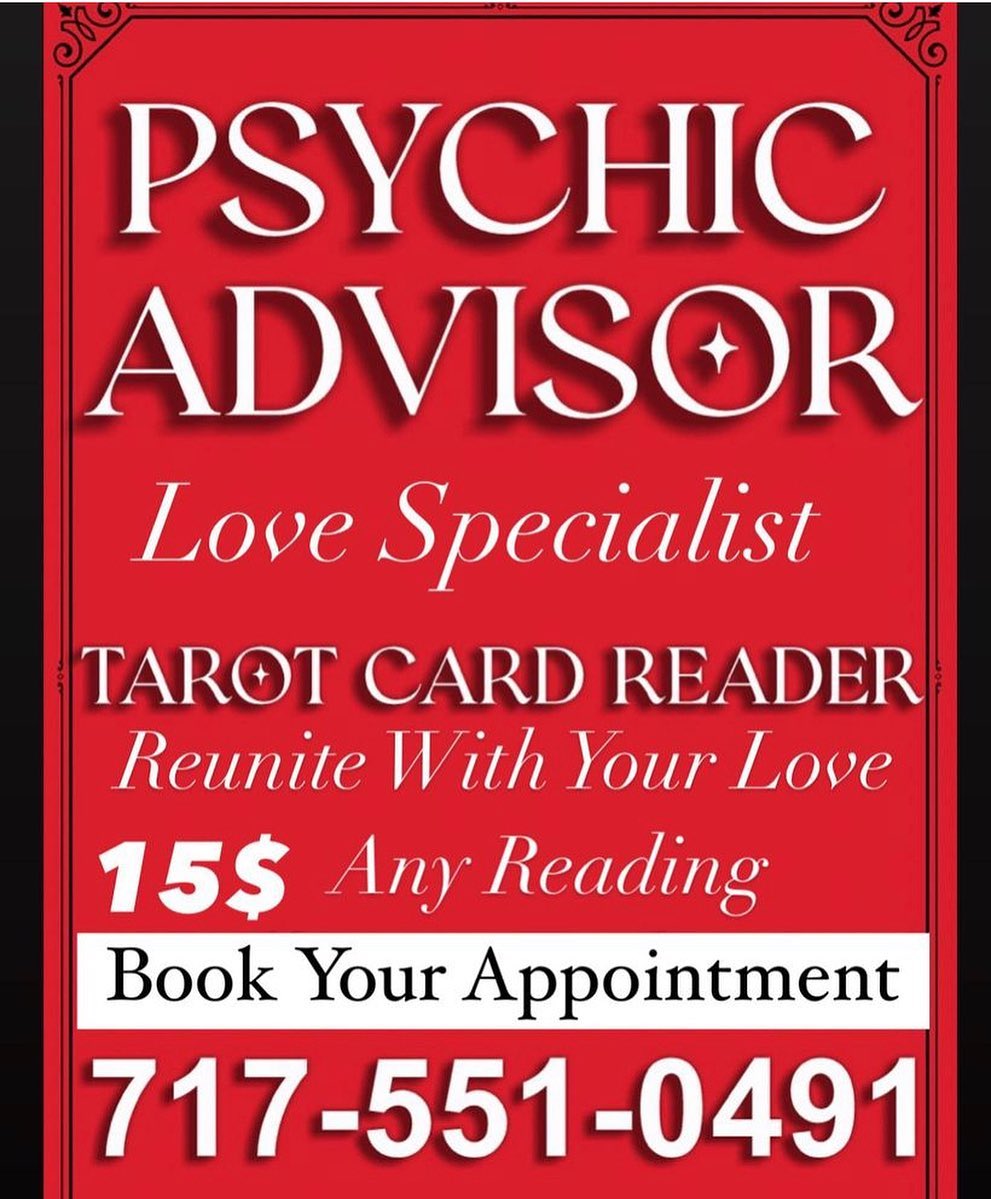 PSYCHIC
ADVISOR
Love Specialist
TAROT CARD READER
Reunite With Your Love
15$ Any Reading
Book Your Appointment
717-551-0491